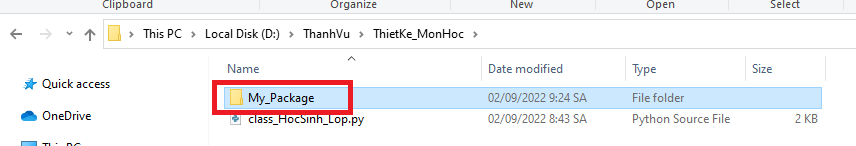 Clipboard Organize New Open Select
This PC Local Disk (D:) ThanhVu ThietKe_MonHoc
Name Date modified Type Size
Quick access
My_Package 02/09/2022 9:24 SA File folder
OneDrive
class_HocSinh_Lop.py 02/09/2022 8:43 SA Python Source File 2 KB
This PC